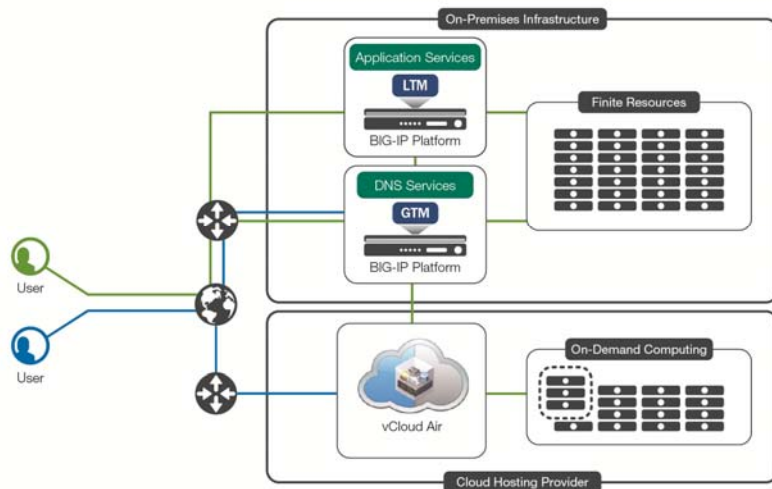 On-Premises Infrastructure
Application Services
LTM
BIG-IP Platform
Finite Resources
DNS Services
GTM
BIG-IP Platform
User
User
On-Demand Computing
vCloud Air
Cloud Hosting Provider